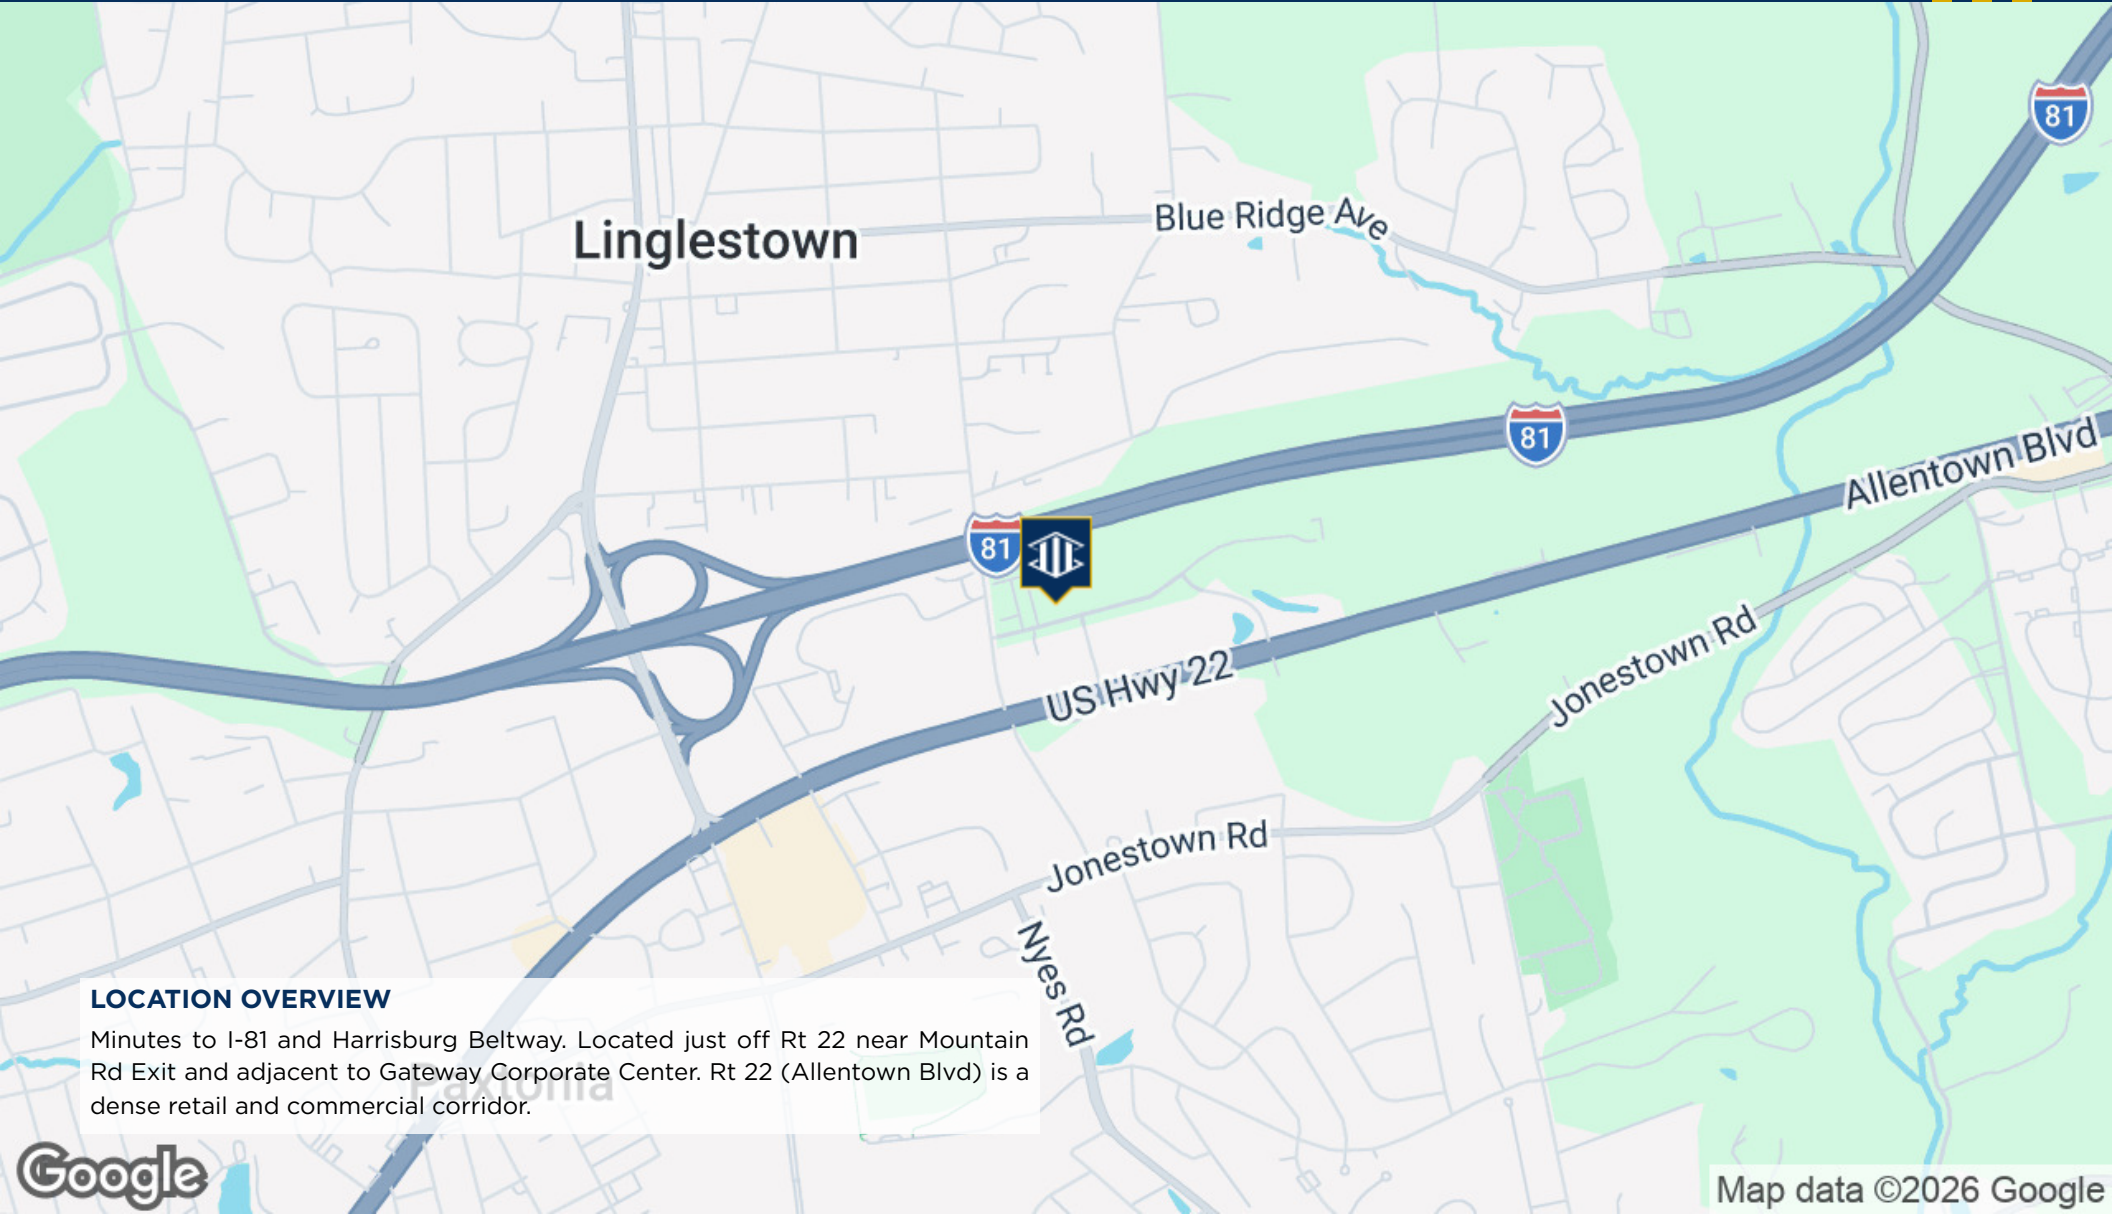 81
Blue Ridge Ave
Linglestown
81
Allentown Blvd
81
Jonestown Rd
US Hwy 22
Jonestown Rd
Nyes Rd
LOCATION OVERVIEW
Minutes to I-81 and Harrisburg Beltway. Located just off Rt 22 near Mountain
Rd Exit and adjacent to Gateway Corporate Center. Rt 22 (Allentown Blvd) is a
dense retail and commercial corridor.
Paxtonia
Google
Map data ©2026 Google